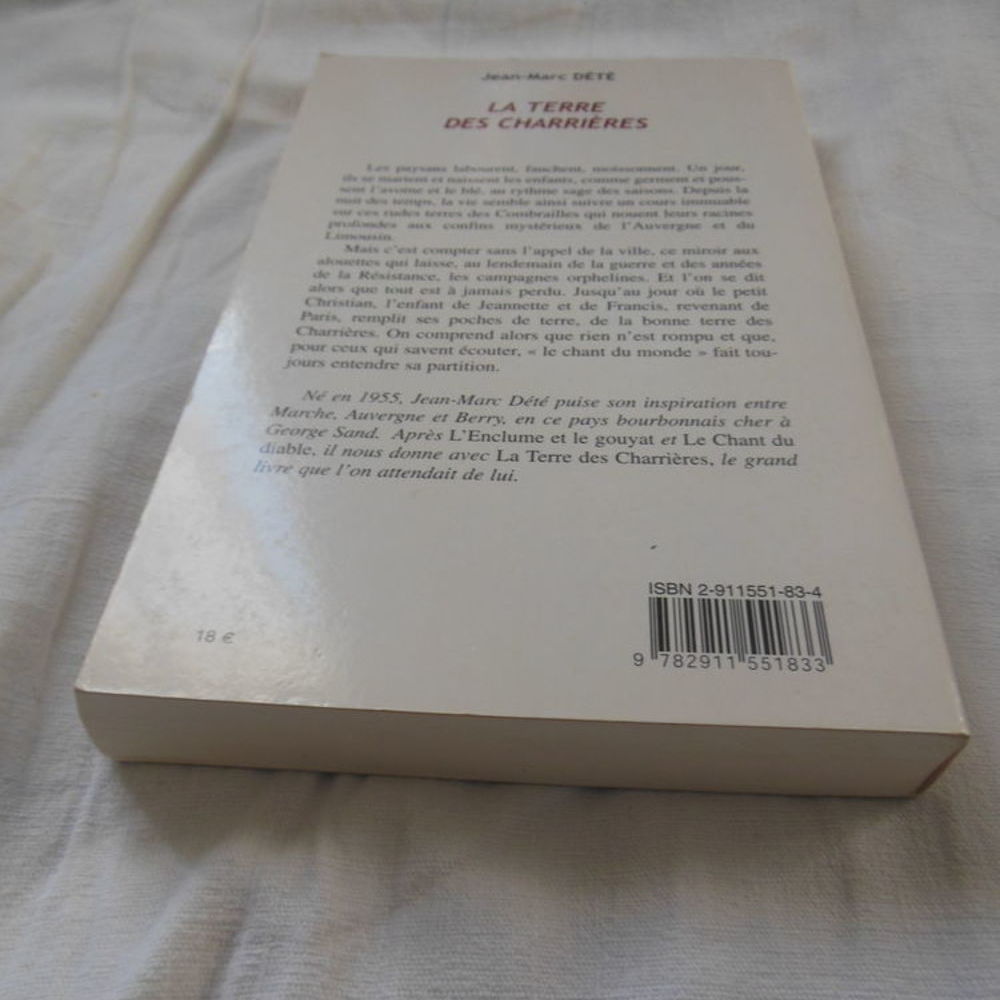 Jean-Marc DÉTÉ
LA TERRE
DES CHARRIÈRES
Les paysans labourent, fauchent, moissonnent. Un jour,
ils se marient et naissent les enfants, comme germent et pous-
sent l'avoine et le blé, au rythme sage des saisons. Depuis la
nuit des temps, la vie semble ainsi suivre un cours immuable
sur ces rudes terres des Combrailles qui nouent leurs racines
profondes aux confins mystérieux de l'Auvergne et du
Limousin.
Mais c'est compter sans l'appel de la ville, ce miroir aux
alouettes qui laisse, au lendemain de la guerre et des années
de la Résistance, les campagnes orphelines. Et l'on se dit
alors que tout est à jamais perdu. Jusqu'au jour où le petit
Christian, l'enfant de Jeannette et de Francis, revenant de
Paris, remplit ses poches de terre, de la bonne terre des
Charrières. On comprend alors que rien n'est rompu et que,
pour ceux qui savent écouter, « le chant du monde » fait tou-
jours entendre sa partition.
Né en 1955, Jean-Marc Dété puise son inspiration entre
Marche, Auvergne et Berry, en ce pays bourbonnais cher à
George Sand. Après L'Enclume et le gouyat et Le Chant du
diable, il nous donne avec La Terre des Charrières, le grand
livre que l'on attendait de lui.
ISBN 2-911551-83-4
18 €
9 782911 551833